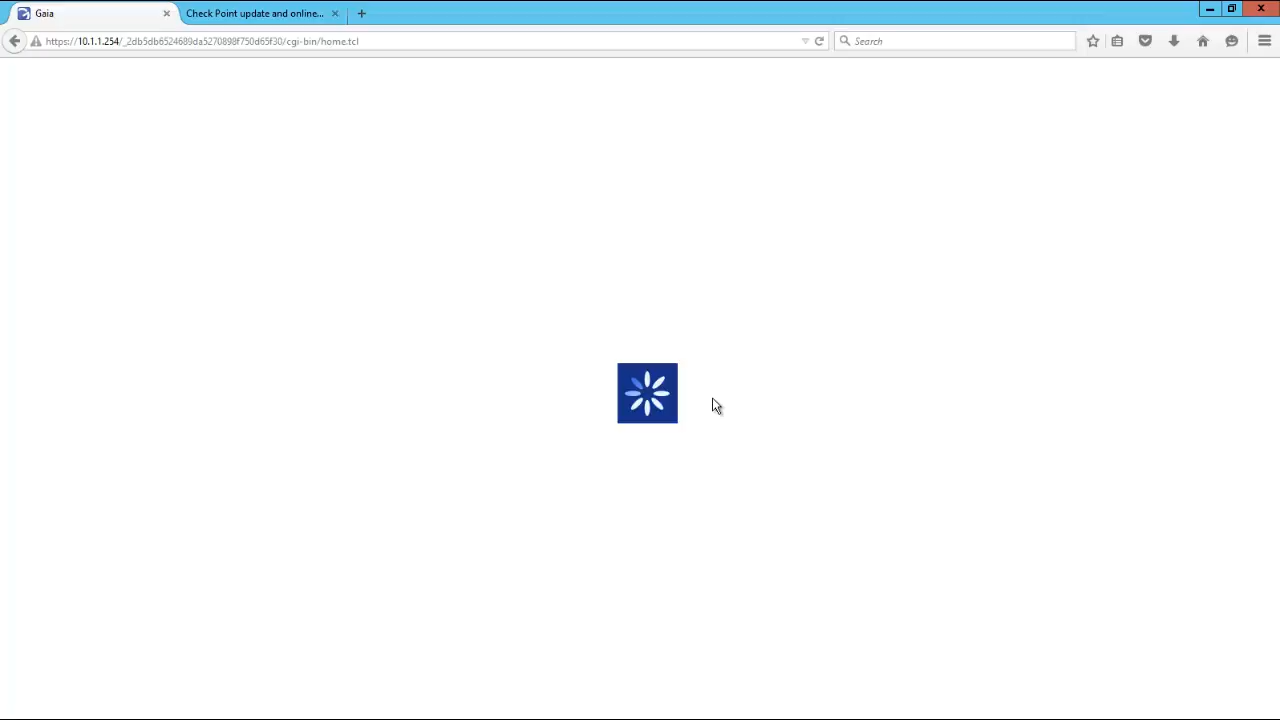 Gaia
Check Point update and online...
https://10.1.1.254/_2db5db6524689da5270898f750d65f30/cgi-bin/home.tcl
Search